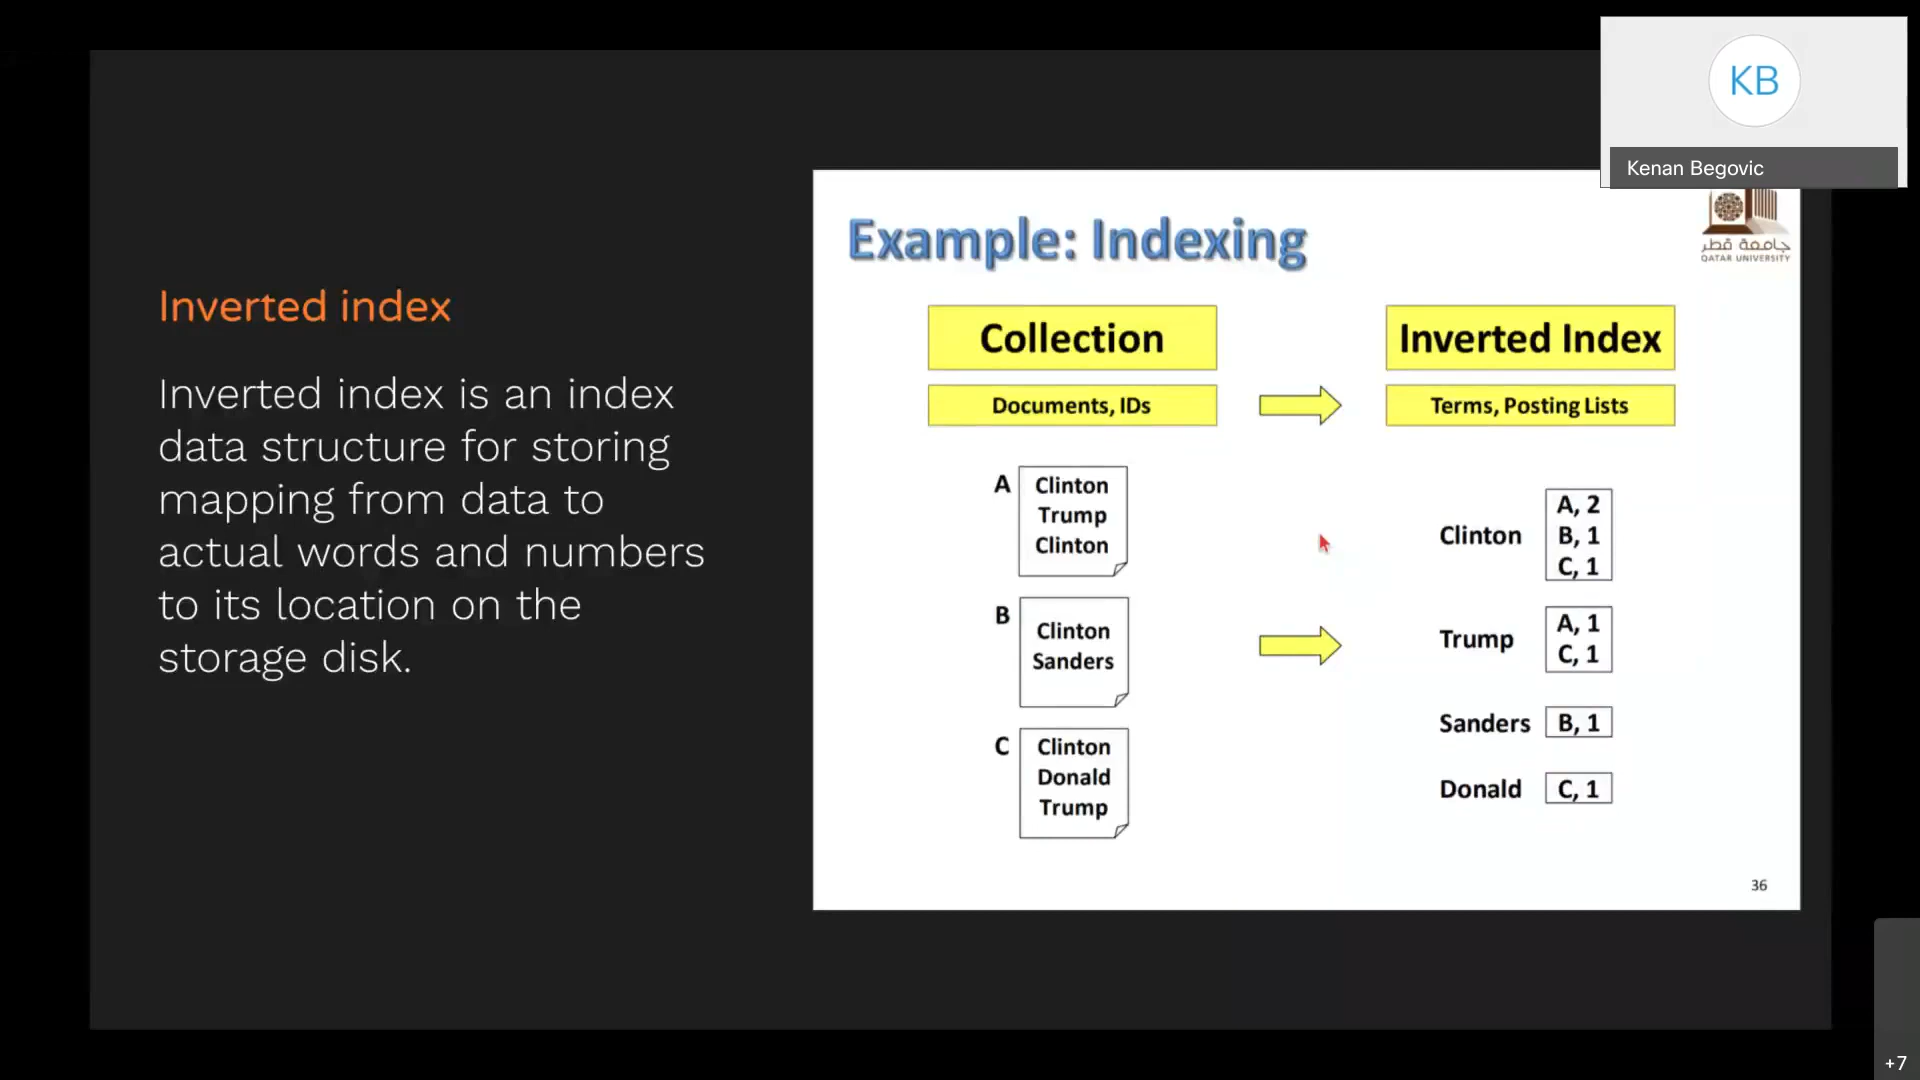 KB
Kenan Begovic
Inverted index
Inverted index is an index
data structure for storing
mapping from data to
actual words and numbers
to its location on the
storage disk.
Example: Indexing
جامعة قطر
QATAR UNIVERSITY
Collection
Inverted Index
Documents, IDs
Terms, Posting Lists
A
Clinton
Trump
Clinton
B
Clinton
Sanders
C
Clinton
Donald
Trump
Clinton
A, 2
B, 1
C, 1
Trump
A, 1
C, 1
Sanders
B, 1
Donald
C, 1
36
+7